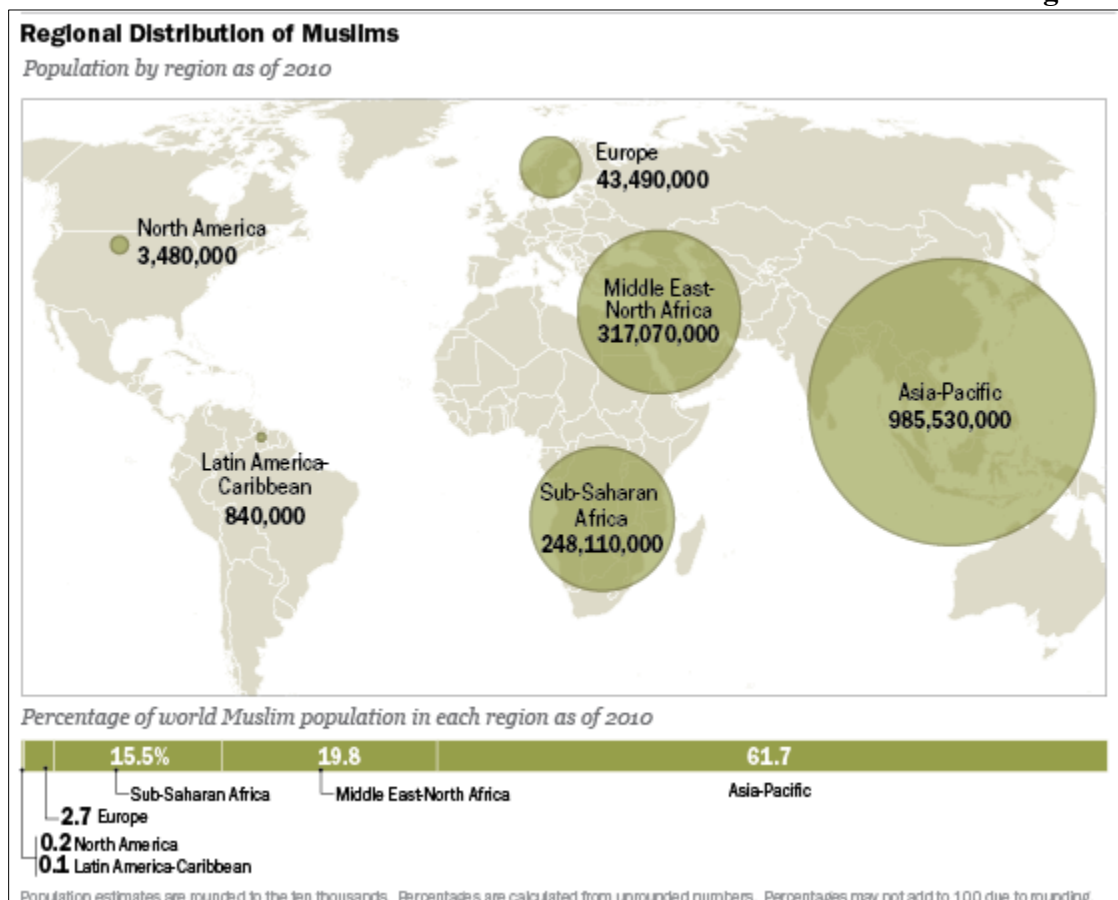 Regional Distribution of Muslims
Population by region as of 2010
Europe
43,490,000
North America
3,480,000
Middle East-
North Africa
317,070,000
Asia-Pacific
985,530,000
Latin America-
Caribbean
840,000
Sub-Saharan
Africa
248,110,000
Percentage of world Muslim population in each region as of 2010
15.5% 19.8 61.7
Sub-Saharan Africa Middle East-North Africa Asia-Pacific
2.7 Europe
0.2 North America
0.1 Latin America-Caribbean
Population estimates are rounded to the ten thousands. Percentages are calculated from unrounded numbers. Percentages may not add to 100 due to rounding.